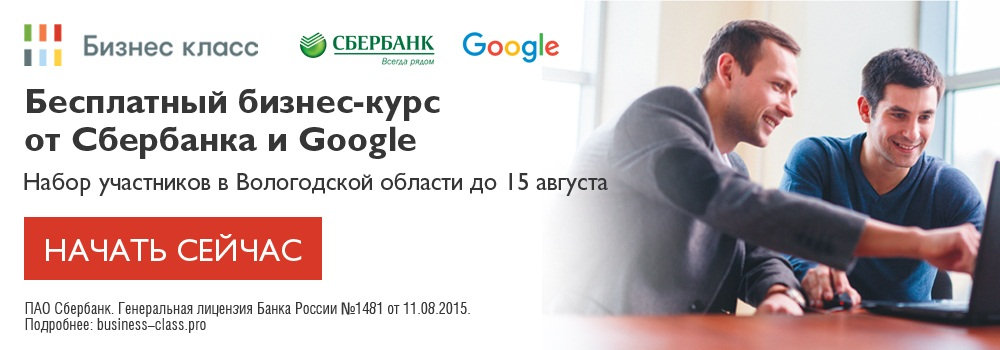 Бизнес класс
СБЕРБАНК
Всегда рядом
Google
Бесплатный бизнес-курс
от Сбербанка и Google
Набор участников в Вологодской области до 15 августа
НАЧАТЬ СЕЙЧАС
ПАО Сбербанк. Генеральная лицензия Банка России №1481 от 11.08.2015.
Подробнее: business–class.pro